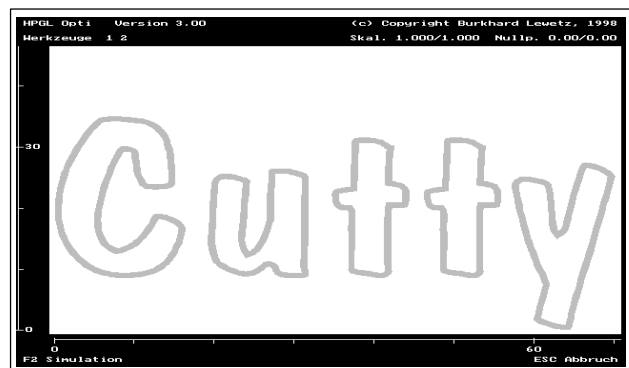 HPGL Opti Version 3.00 (c) Copyright Burkhard Lewetz, 1998
Werkzeuge 1 2 Skal. 1.000/1.000 Nullp. 0.00/0.00
30
Cutty
0
0 60
F2 Simulation ESC Abbruch